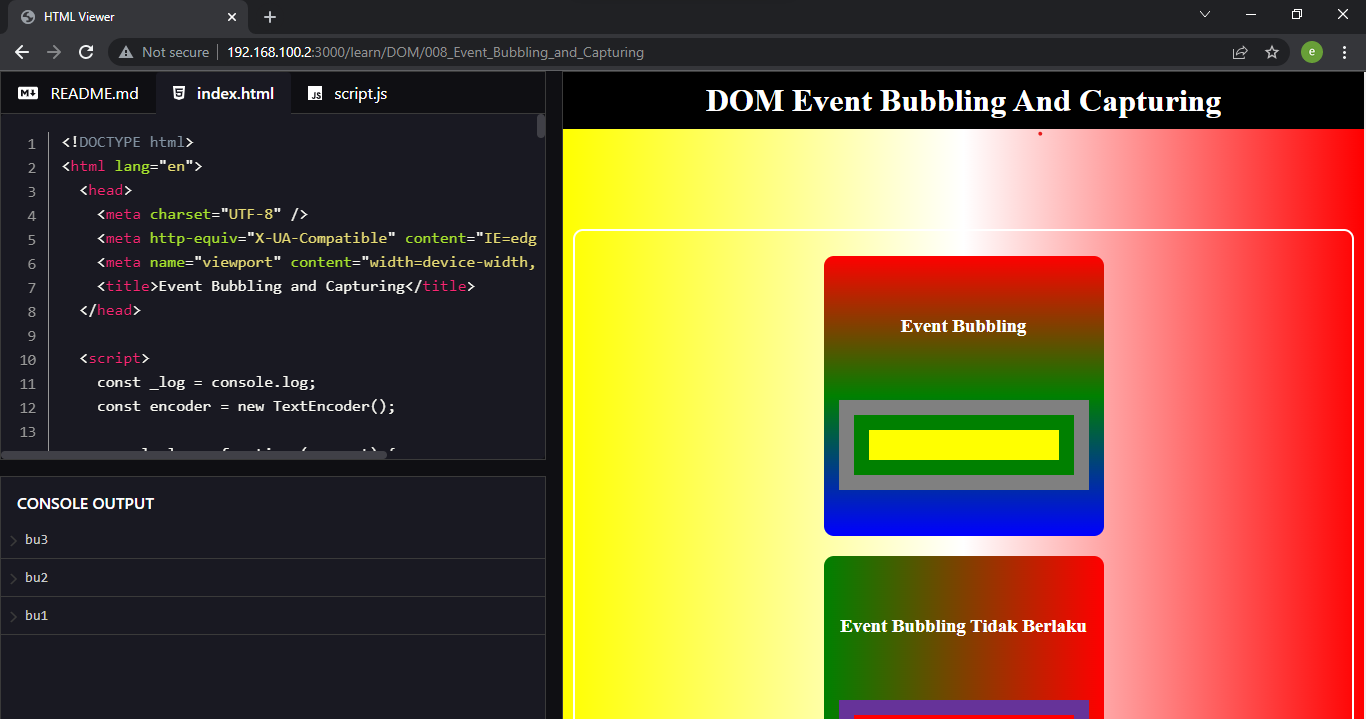 HTML Viewer
Not secure 192.168.100.2:3000/learn/DOM/008_Event_Bubbling_and_Capturing
e
README.md index.html script.js
1 <!DOCTYPE html>
2 <html lang="en">
3 <head>
4 <meta charset="UTF-8" />
5 <meta http-equiv="X-UA-Compatible" content="IE=edg
6 <meta name="viewport" content="width=device-width,
7 <title>Event Bubbling and Capturing</title>
8 </head>
9
10 <script>
11 const _log = console.log;
12 const encoder = new TextEncoder();
13
CONSOLE OUTPUT
bu3
bu2
bu1
DOM Event Bubbling And Capturing
Event Bubbling
Event Bubbling Tidak Berlaku